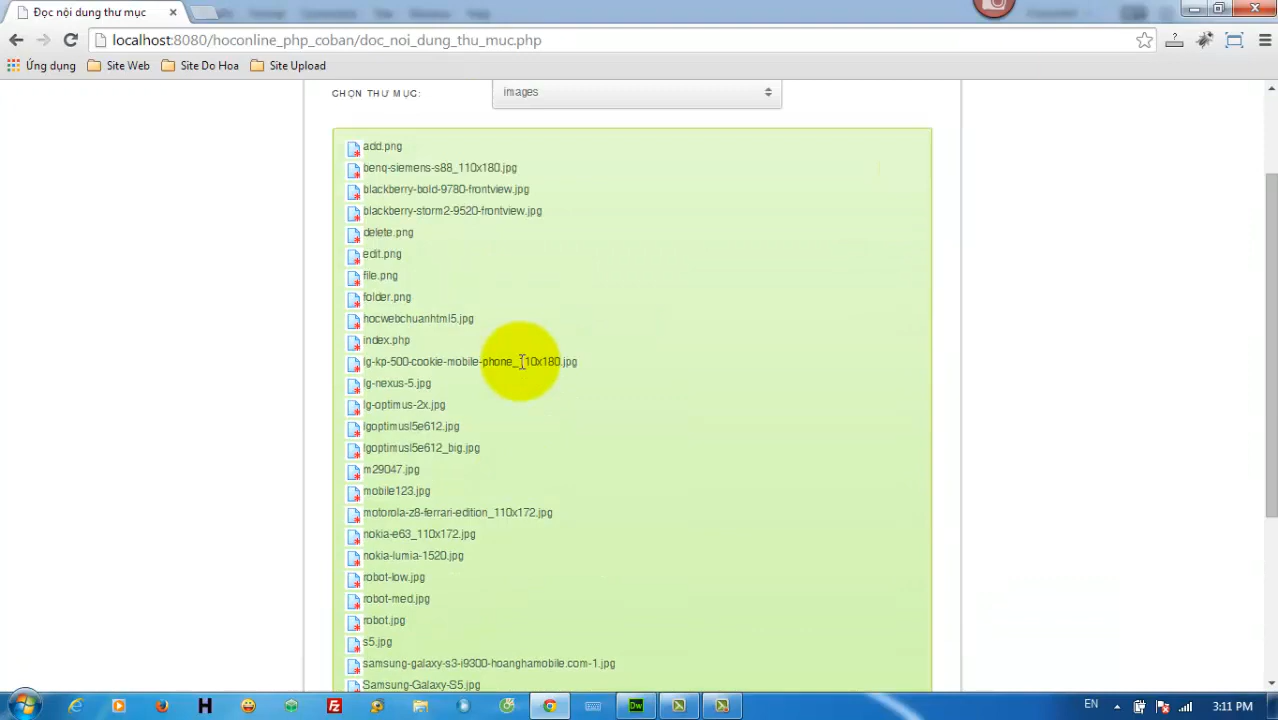 Đọc nội dung thư mục
localhost:8080/hoconline_php_coban/doc_noi_dung_thu_muc.php
Ứng dụng Site Web Site Do Hoa Site Upload
CHỌN THƯ MỤC: images
add.png
benq-siemens-s88_110x180.jpg
blackberry-bold-9780-frontview.jpg
blackberry-storm2-9520-frontview.jpg
delete.png
edit.png
file.png
folder.png
hocwebchuanhtml5.jpg
index.php
lg-kp-500-cookie-mobile-phone_110x180.jpg
lg-nexus-5.jpg
lg-optimus-2x.jpg
lgoptimusl5e612.jpg
lgoptimusl5e612_big.jpg
m29047.jpg
mobile123.jpg
motorola-z8-ferrari-edition_110x172.jpg
nokia-e63_110x172.jpg
nokia-lumia-1520.jpg
robot-low.jpg
robot-med.jpg
robot.jpg
s5.jpg
samsung-galaxy-s3-i9300-hoanghamobile.com-1.jpg
Samsung-Galaxy-S5.jpg
H Fz Dw EN 3:11 PM